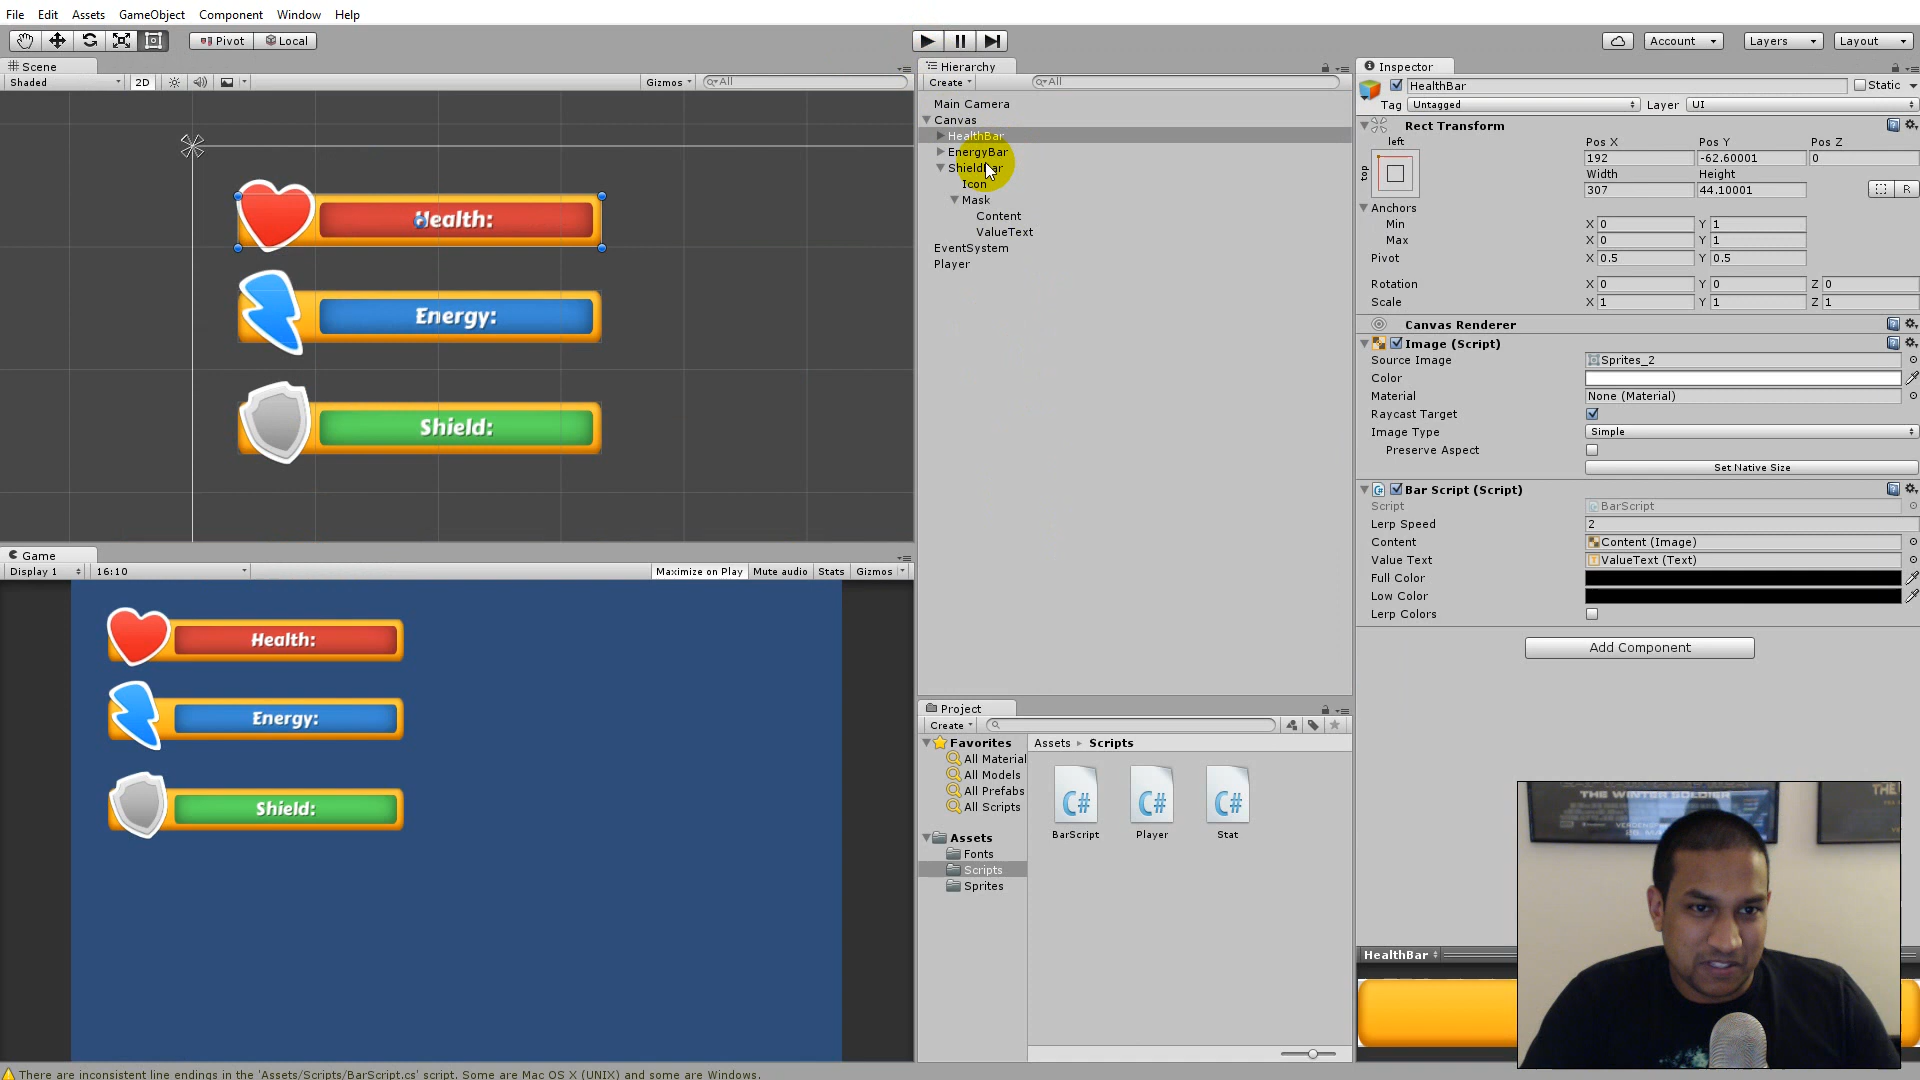 File Edit Assets GameObject Component Window Help
Pivot Local Account Layers Layout
Scene
Shaded 2D Gizmos All
Health:
Energy:
Shield:
Game
Display 1 16:10 Maximize on Play Mute audio Stats Gizmos
Health:
Energy:
Shield:
Hierarchy
Create All
Main Camera
Canvas
HealthBar
EnergyBar
ShieldBar
Icon
Mask
Content
ValueText
EventSystem
Player
Project
Create
Favorites
All Material
All Models
All Prefabs
All Scripts
Assets
Fonts
Scripts
Sprites
Assets Scripts
C# C# C#
BarScript Player Stat
Inspector
HealthBar Static
Tag Untagged Layer UI
Rect Transform
left
top
Pos X Pos Y Pos Z
192 -62.60001 0
Width Height
307 44.10001 R
Anchors
Min X 0 Y 1
Max X 0 Y 1
Pivot X 0.5 Y 0.5
Rotation X 0 Y 0 Z 0
Scale X 1 Y 1 Z 1
Canvas Renderer
Image (Script)
Source Image Sprites_2
Color
Material None (Material)
Raycast Target
Image Type Simple
Preserve Aspect
Set Native Size
Bar Script (Script)
Script BarScript
Lerp Speed 2
Content Content (Image)
Value Text ValueText (Text)
Full Color
Low Color
Lerp Colors
Add Component
THE WINTER SOLDIER
HealthBar
There are inconsistent line endings in the 'Assets/Scripts/BarScript.cs' script. Some are Mac OS X (UNIX) and some are Windows.